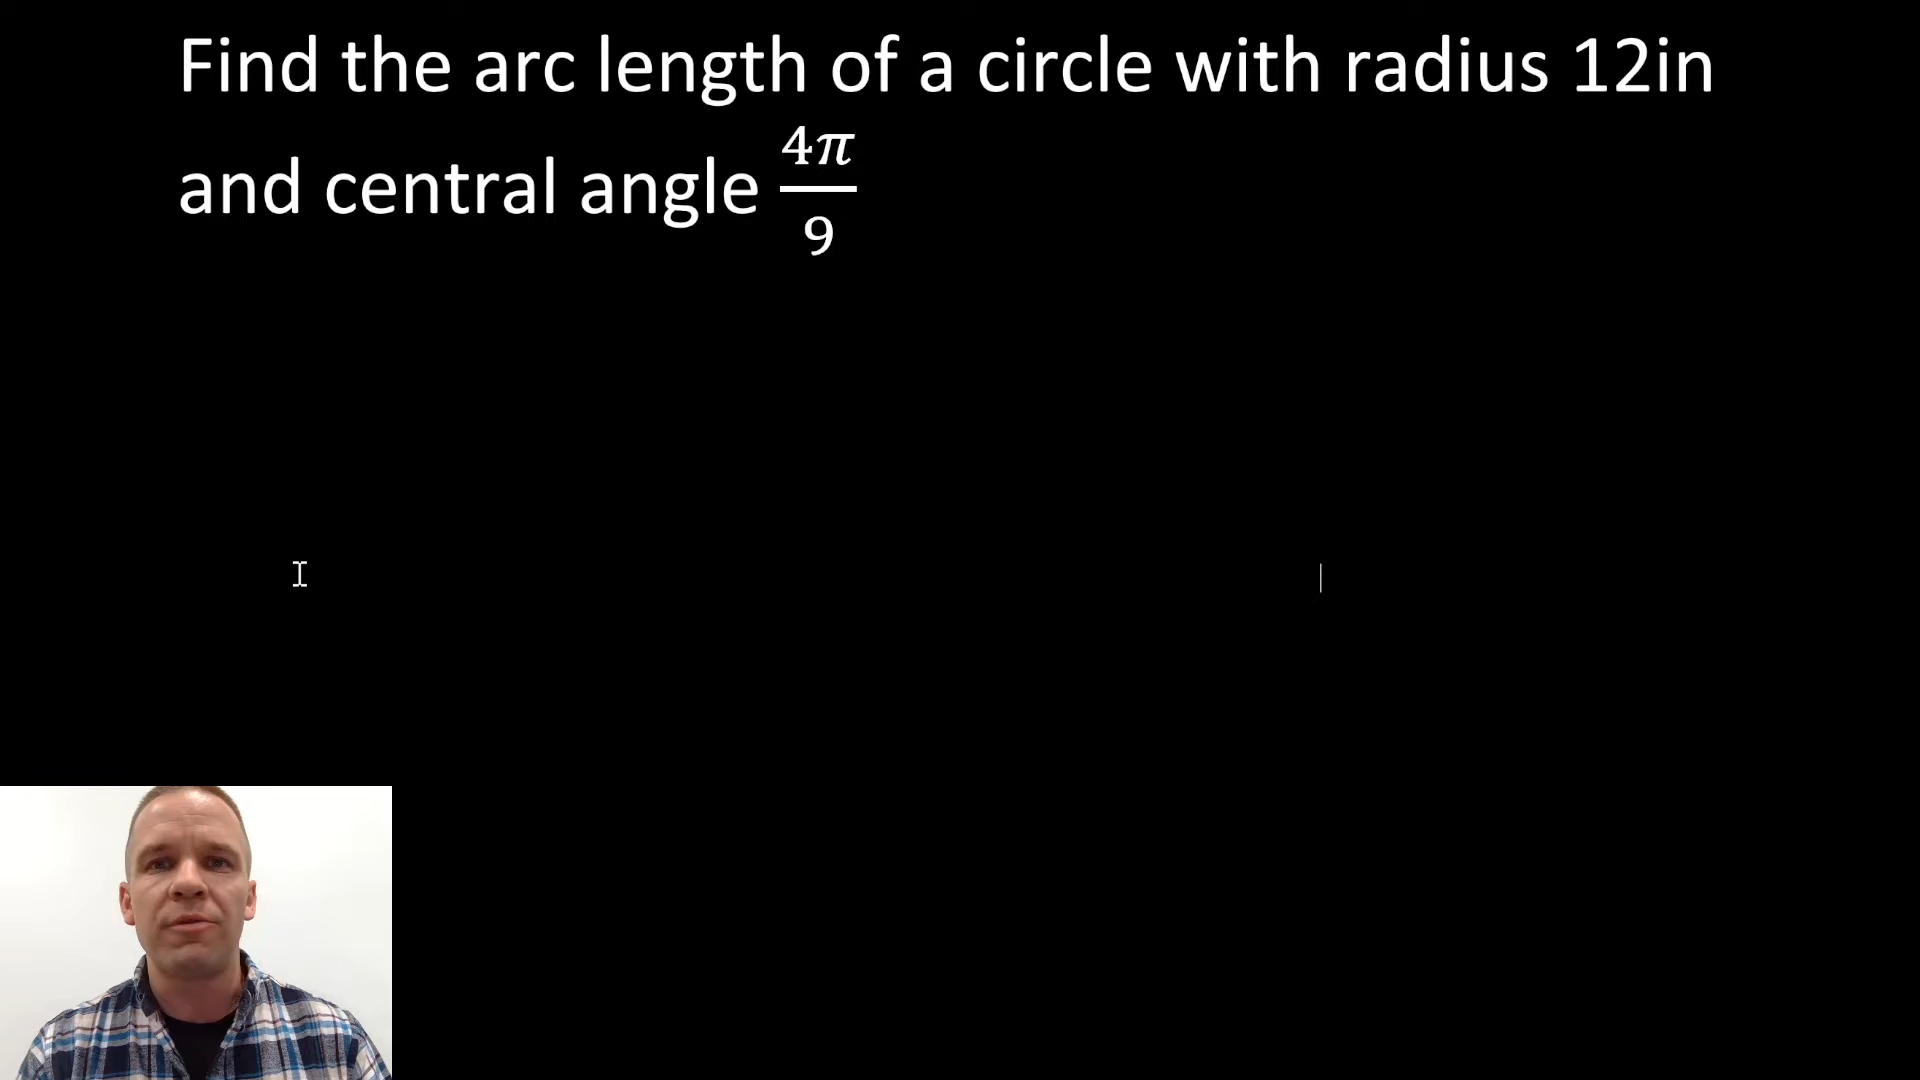 Find the arc length of a circle with radius 12in
and central angle 4π/9